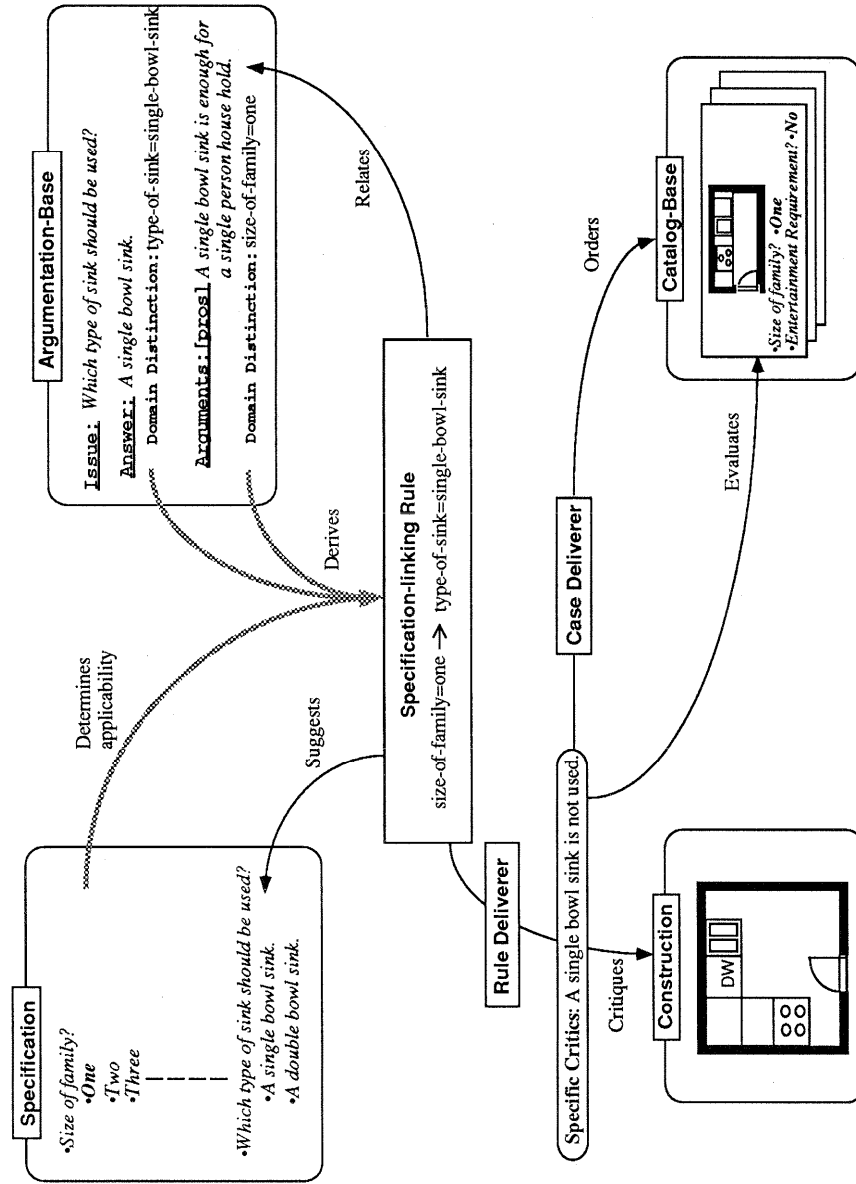 Specification
•Size of family?
•One
•Two
•Three
•Which type of sink should be used?
•A single bowl sink.
•A double bowl sink.
Determines
applicability
Argumentation-Base
Issue: Which type of sink should be used?
Answer: A single bowl sink.
Domain Distinction: type-of-sink=single-bowl-sink
Arguments:[pros] A single bowl sink is enough for
a single person house hold.
Domain Distinction: size-of-family=one
Suggests
Derives
Relates
Specification-linking Rule
size-of-family=one → type-of-sink=single-bowl-sink
Rule Deliverer
Case Deliverer
Specific Critics: A single bowl sink is not used.
Critiques
Orders
Evaluates
Construction
DW
Catalog-Base
•Size of family? •One
•Entertainment Requirement? •No